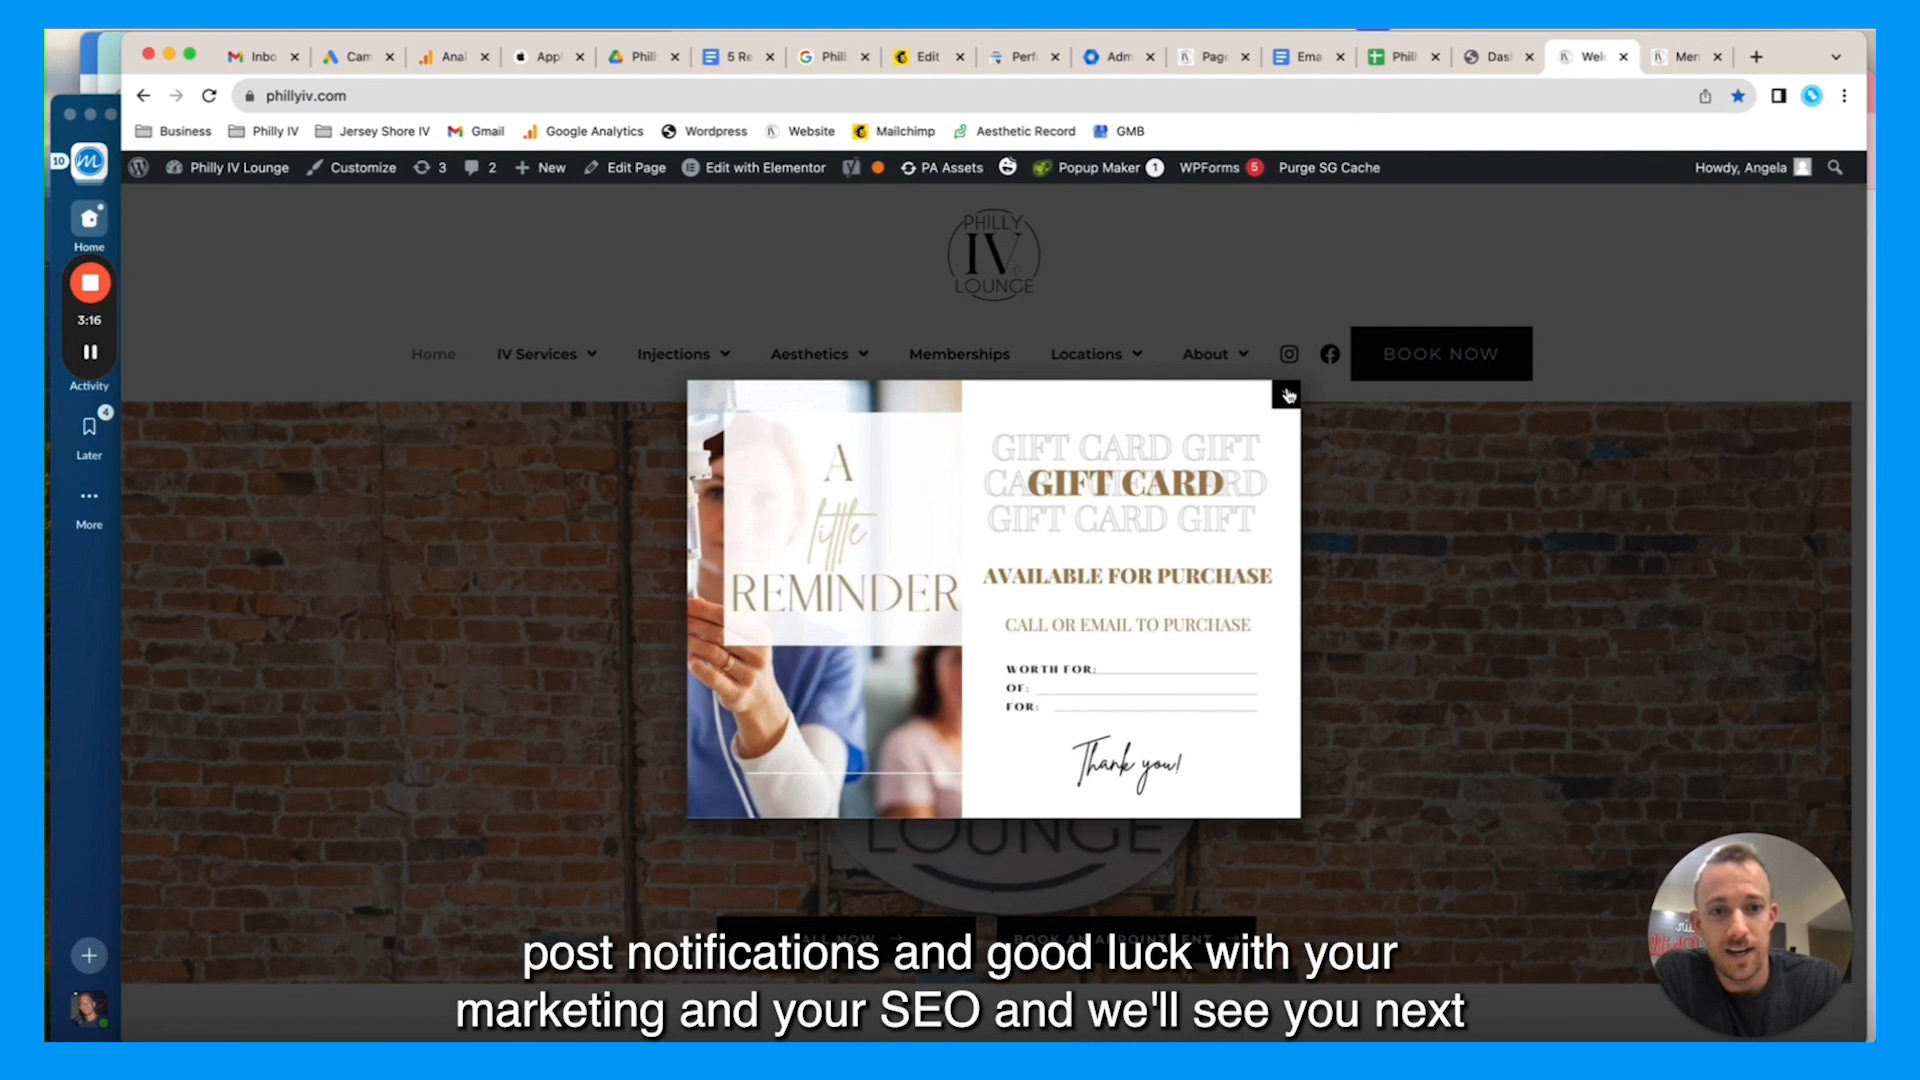 Inbo
Cam
Anal
Appl
Phill
5 Re
Phill
Edit
Perf
Adm
Page
Ema
Phill
Das
Welc
Men
phillyiv.com
Business
Philly IV
Jersey Shore IV
Gmail
Google Analytics
Wordpress
Website
Mailchimp
Aesthetic Record
GMB
10
Philly IV Lounge
Customize
3
2
New
Edit Page
Edit with Elementor
PA Assets
Popup Maker 1
WPForms 5
Purge SG Cache
Howdy, Angela
Home
3:16
Activity
4
Later
More
PHILLY
IV
LOUNGE
Home
IV Services
Injections
Aesthetics
Memberships
Locations
About
BOOK NOW
A
little
REMINDER
GIFT CARD GIFT
GIFT CARD
GIFT CARD GIFT
AVAILABLE FOR PURCHASE
CALL OR EMAIL TO PURCHASE
WORTH FOR:
OF:
FOR:
Thank you!
LOUNGE
post notifications and good luck with your
marketing and your SEO and we'll see you next